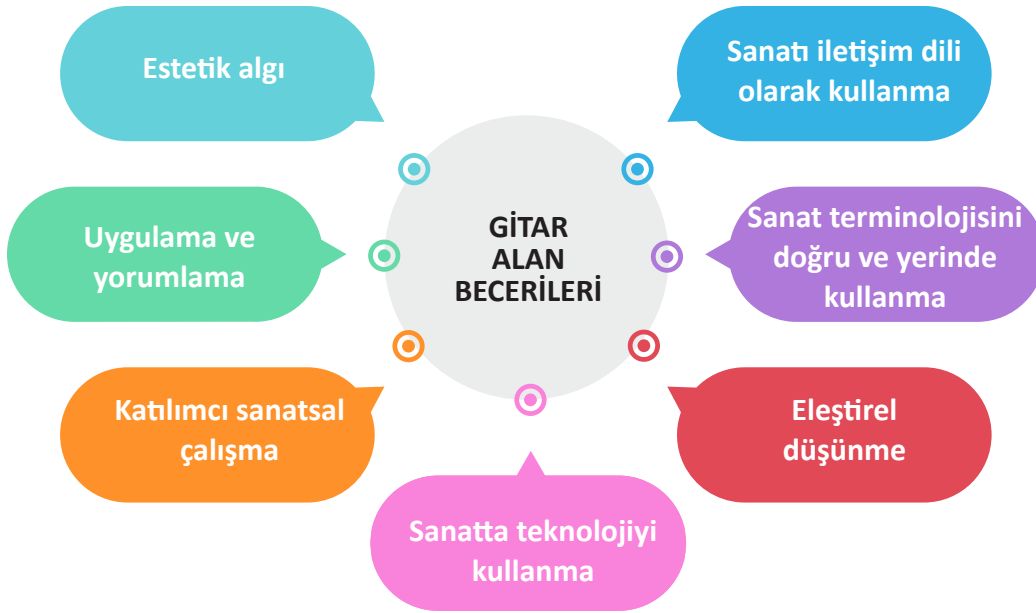 Estetik algı
Sanatı iletişim dili
olarak kullanma
Uygulama ve
yorumlama
GİTAR
ALAN
BECERİLERİ
Sanat terminolojisini
doğru ve yerinde
kullanma
Katılımcı sanatsal
çalışma
Eleştirel
düşünme
Sanatta teknolojiyi
kullanma